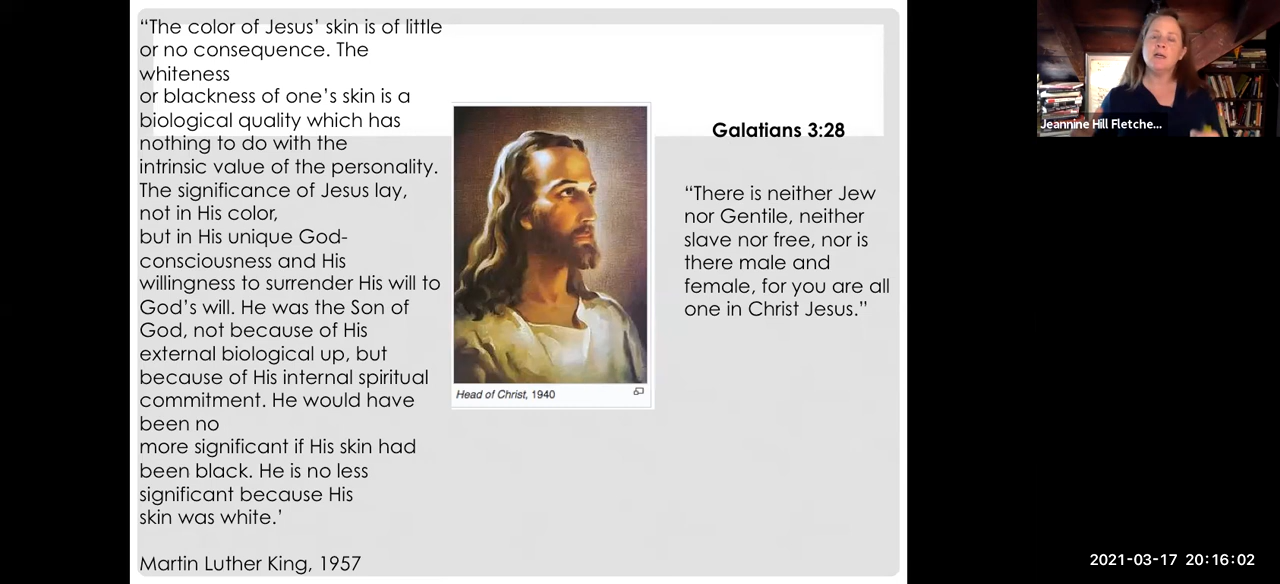 “The color of Jesus’ skin is of little
or no consequence. The
whiteness
or blackness of one’s skin is a
biological quality which has
nothing to do with the
intrinsic value of the personality.
The significance of Jesus lay,
not in His color,
but in His unique God-
consciousness and His
willingness to surrender His will to
God’s will. He was the Son of
God, not because of His
external biological up, but
because of His internal spiritual
commitment. He would have
been no
more significant if His skin had
been black. He is no less
significant because His
skin was white.’
Martin Luther King, 1957
Head of Christ, 1940
Galatians 3:28
“There is neither Jew
nor Gentile, neither
slave nor free, nor is
there male and
female, for you are all
one in Christ Jesus.”
Jeannine Hill Fletche...
2021-03-17 20:16:02